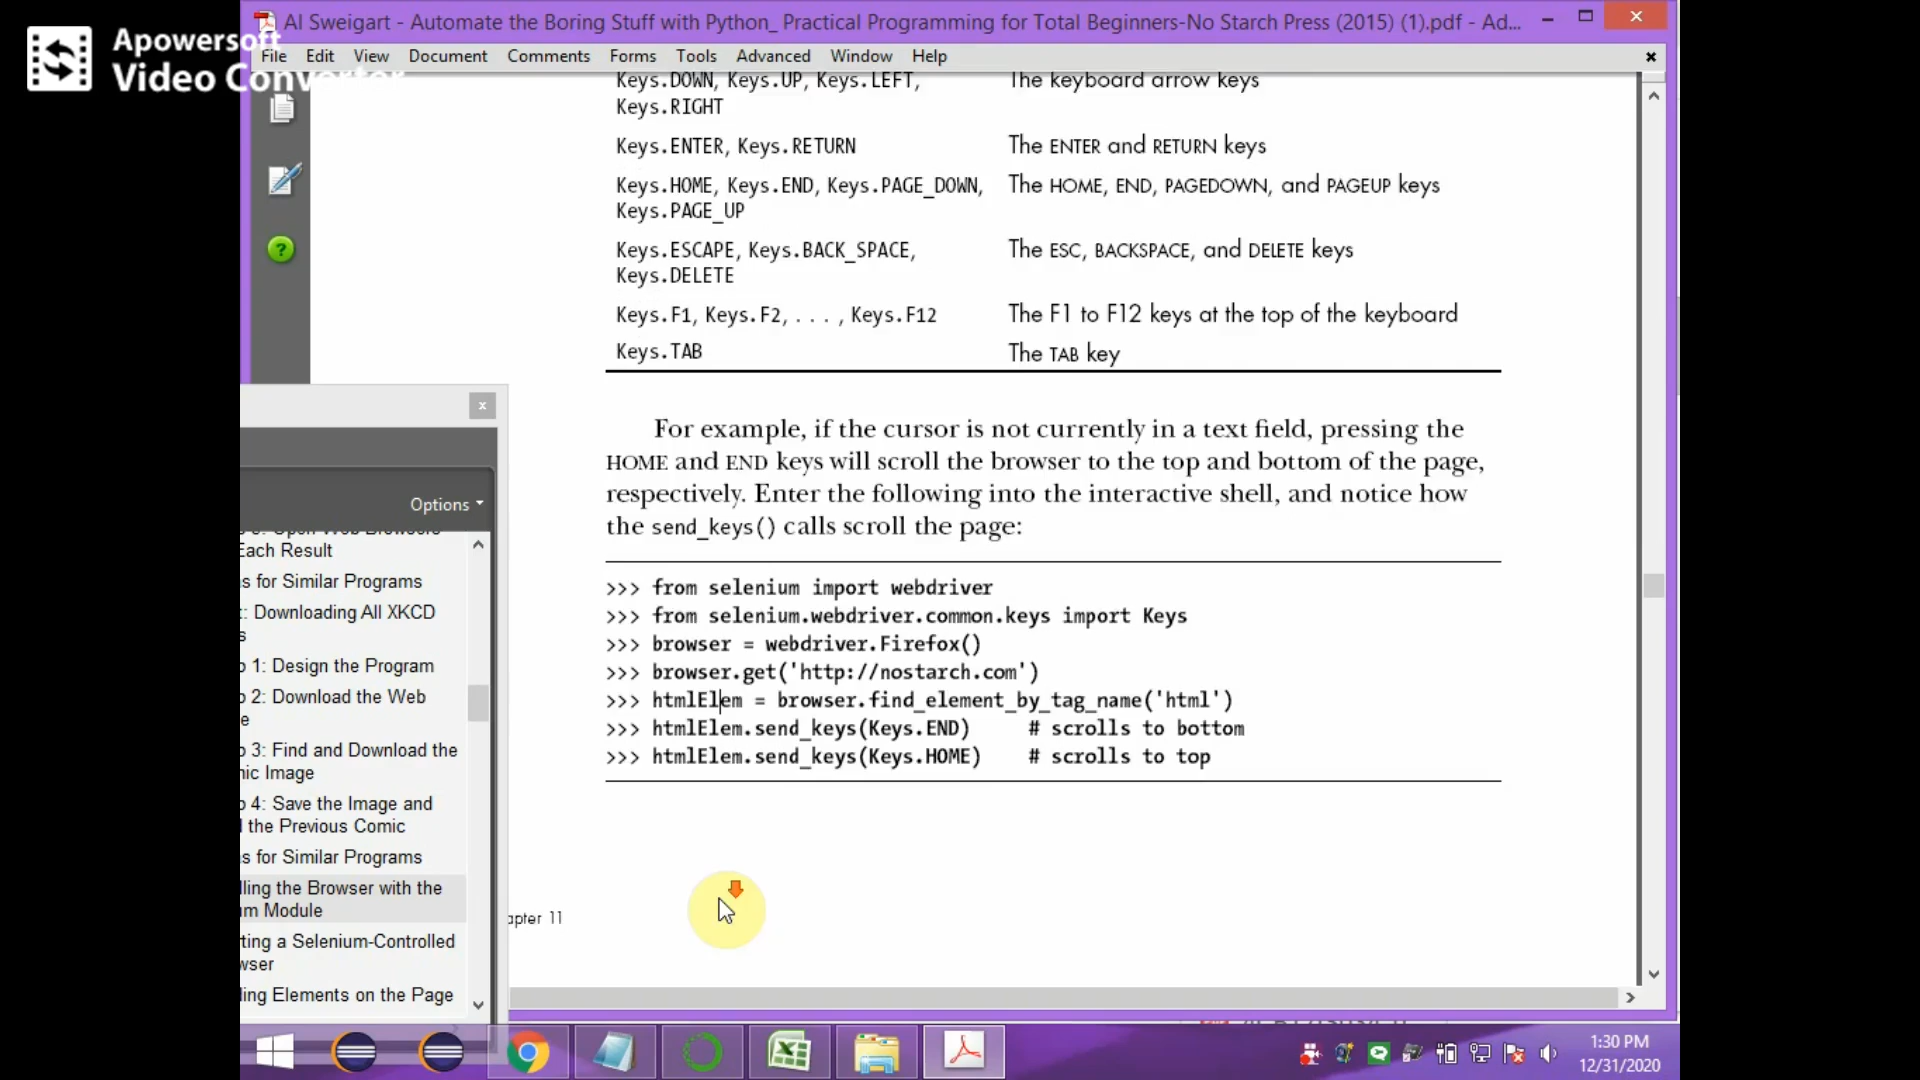 Apowersoft
Video Converter
Al Sweigart - Automate the Boring Stuff with Python_ Practical Programming for Total Beginners-No Starch Press (2015) (1).pdf - Ad...
File Edit View Document Comments Forms Tools Advanced Window Help
Keys.DOWN, Keys.UP, Keys.LEFT, The keyboard arrow keys
Keys.RIGHT
Keys.ENTER, Keys.RETURN The ENTER and RETURN keys
Keys.HOME, Keys.END, Keys.PAGE_DOWN, The HOME, END, PAGEDOWN, and PAGEUP keys
Keys.PAGE_UP
Keys.ESCAPE, Keys.BACK_SPACE, The ESC, BACKSPACE, and DELETE keys
Keys.DELETE
Keys.F1, Keys.F2, . . . , Keys.F12 The F1 to F12 keys at the top of the keyboard
Keys.TAB The TAB key
For example, if the cursor is not currently in a text field, pressing the
HOME and END keys will scroll the browser to the top and bottom of the page,
respectively. Enter the following into the interactive shell, and notice how
the send_keys() calls scroll the page:
>>> from selenium import webdriver
>>> from selenium.webdriver.common.keys import Keys
>>> browser = webdriver.Firefox()
>>> browser.get('http://nostarch.com')
>>> htmlElem = browser.find_element_by_tag_name('html')
>>> htmlElem.send_keys(Keys.END) # scrolls to bottom
>>> htmlElem.send_keys(Keys.HOME) # scrolls to top
apter 11
Options
Each Result
s for Similar Programs
: Downloading All XKCD
s
1: Design the Program
2: Download the Web
e
3: Find and Download the
ic Image
4: Save the Image and
the Previous Comic
s for Similar Programs
lling the Browser with the
m Module
ting a Selenium-Controlled
wser
ing Elements on the Page
1:30 PM
12/31/2020